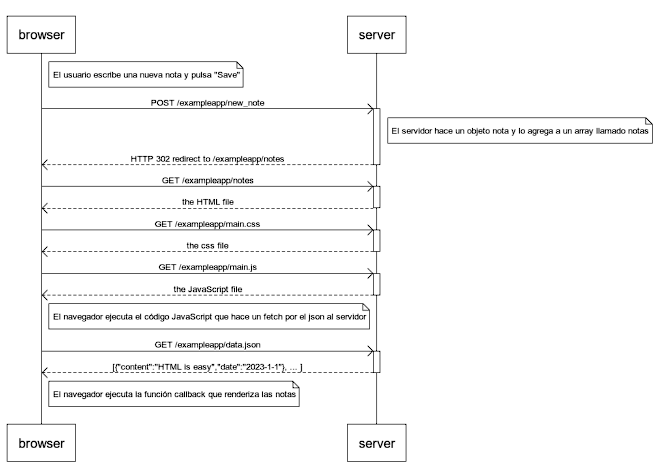 browser
server
El usuario escribe una nueva nota y pulsa "Save"
POST /exampleapp/new_note
El servidor hace un objeto nota y lo agrega a un array llamado notas
HTTP 302 redirect to /exampleapp/notes
GET /exampleapp/notes
the HTML file
GET /exampleapp/main.css
the css file
GET /exampleapp/main.js
the JavaScript file
El navegador ejecuta el código JavaScript que hace un fetch por el json al servidor
GET /exampleapp/data.json
[{"content":"HTML is easy","date":"2023-1-1"}, ... ]
El navegador ejecuta la función callback que renderiza las notas
browser
server